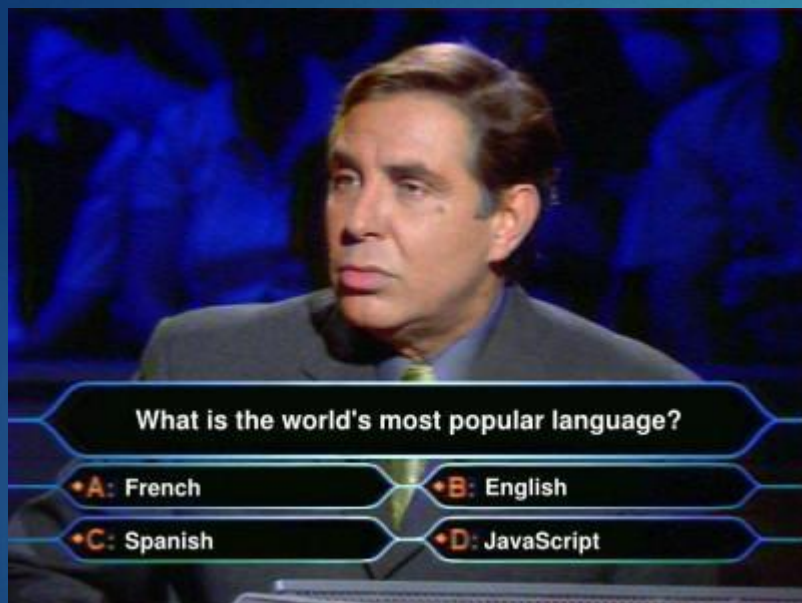 What is the world's most popular language?
A: French
B: English
C: Spanish
D: JavaScript